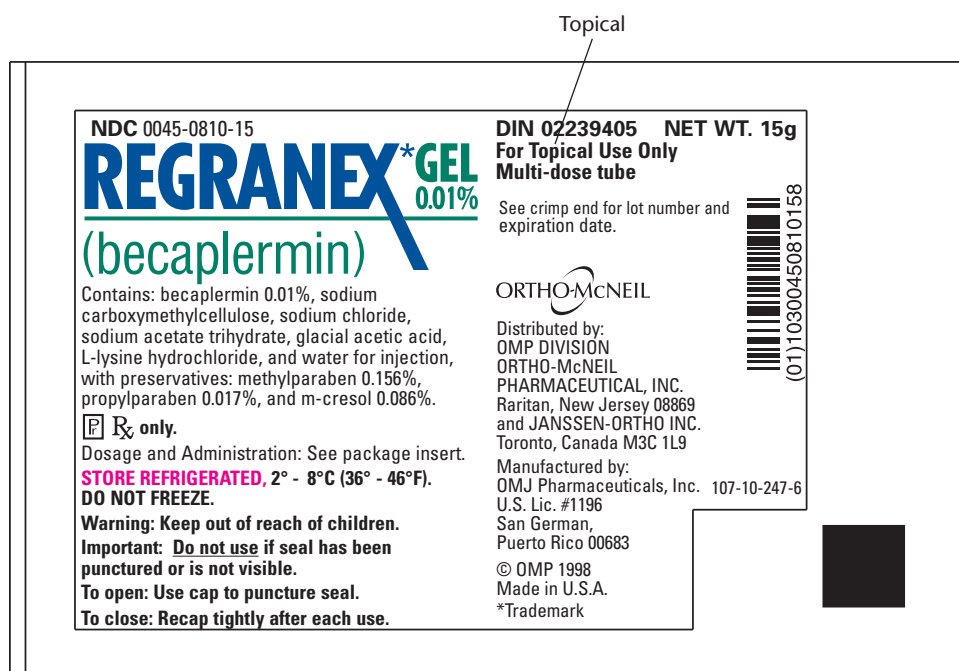 Topical
NDC 0045-0810-15
REGRANEX* GEL
0.01%
(becaplermin)
Contains: becaplermin 0.01%, sodium
carboxymethylcellulose, sodium chloride,
sodium acetate trihydrate, glacial acetic acid,
L-lysine hydrochloride, and water for injection,
with preservatives: methylparaben 0.156%,
propylparaben 0.017%, and m-cresol 0.086%.
Pr Rx only.
Dosage and Administration: See package insert.
STORE REFRIGERATED, 2° - 8°C (36° - 46°F).
DO NOT FREEZE.
Warning: Keep out of reach of children.
Important: Do not use if seal has been
punctured or is not visible.
To open: Use cap to puncture seal.
To close: Recap tightly after each use.
DIN 02239405 NET WT. 15g
For Topical Use Only
Multi-dose tube
See crimp end for lot number and
expiration date.
ORTHO-McNEIL
Distributed by:
OMP DIVISION
ORTHO-McNEIL
PHARMACEUTICAL, INC.
Raritan, New Jersey 08869
and JANSSEN-ORTHO INC.
Toronto, Canada M3C 1L9
Manufactured by:
OMJ Pharmaceuticals, Inc. 107-10-247-6
U.S. Lic. #1196
San German,
Puerto Rico 00683
© OMP 1998
Made in U.S.A.
*Trademark
(01)10300450810158